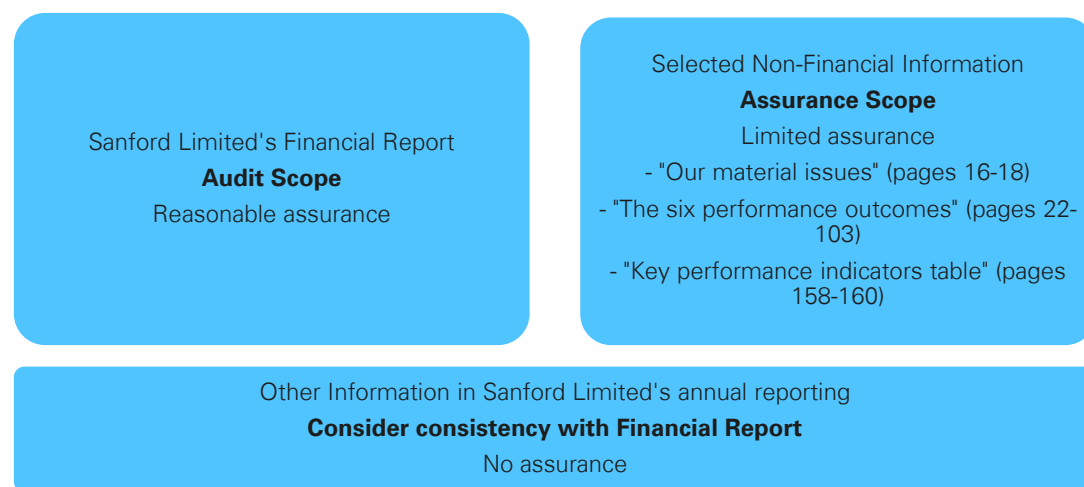 Sanford Limited's Financial Report
Audit Scope
Reasonable assurance
Selected Non-Financial Information
Assurance Scope
Limited assurance
- "Our material issues" (pages 16-18)
- "The six performance outcomes" (pages 22-
103)
- "Key performance indicators table" (pages
158-160)
Other Information in Sanford Limited's annual reporting
Consider consistency with Financial Report
No assurance